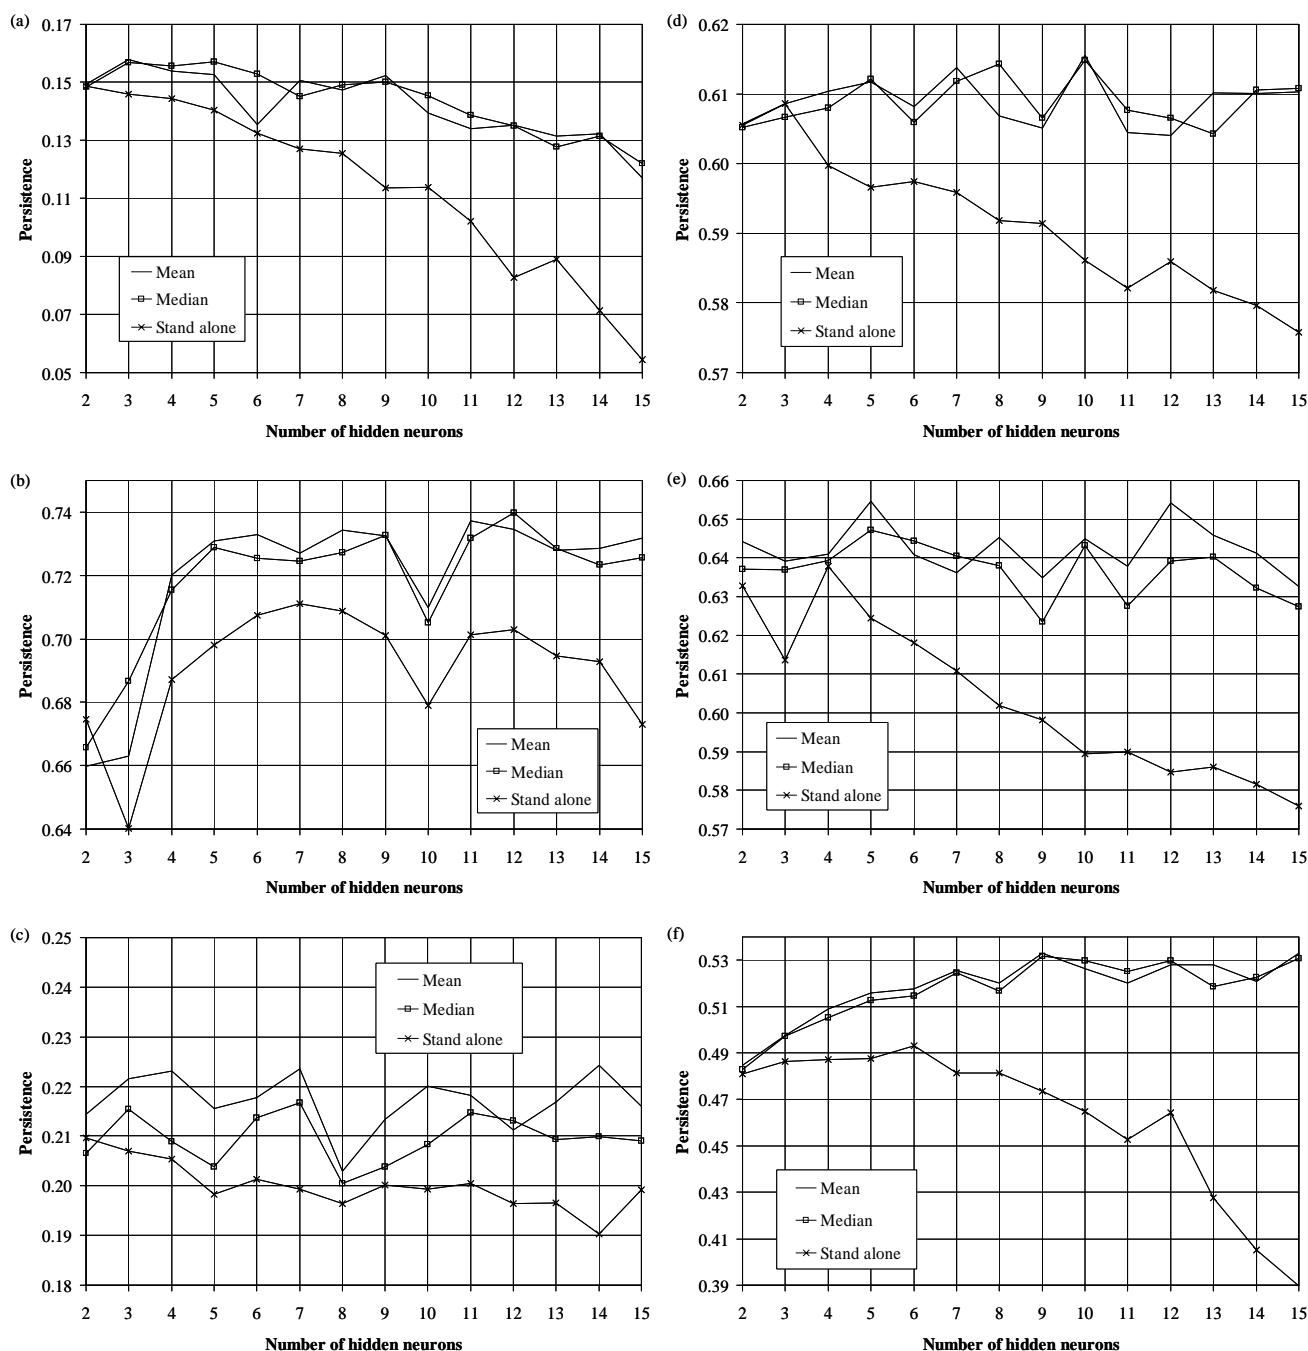 (a)
0.17
0.15
0.13
0.11
0.09
0.07
0.05
Persistence
Mean
Median
Stand alone
2 3 4 5 6 7 8 9 10 11 12 13 14 15
Number of hidden neurons
(d)
0.62
0.61
0.60
0.59
0.58
0.57
Persistence
Mean
Median
Stand alone
2 3 4 5 6 7 8 9 10 11 12 13 14 15
Number of hidden neurons
(b)
0.74
0.72
0.70
0.68
0.66
0.64
Persistence
Mean
Median
Stand alone
2 3 4 5 6 7 8 9 10 11 12 13 14 15
Number of hidden neurons
(e)
0.66
0.65
0.64
0.63
0.62
0.61
0.60
0.59
0.58
0.57
Persistence
Mean
Median
Stand alone
2 3 4 5 6 7 8 9 10 11 12 13 14 15
Number of hidden neurons
(c)
0.25
0.24
0.23
0.22
0.21
0.20
0.19
0.18
Persistence
Mean
Median
Stand alone
2 3 4 5 6 7 8 9 10 11 12 13 14 15
Number of hidden neurons
(f)
0.53
0.51
0.49
0.47
0.45
0.43
0.41
0.39
Persistence
Mean
Median
Stand alone
2 3 4 5 6 7 8 9 10 11 12 13 14 15
Number of hidden neurons